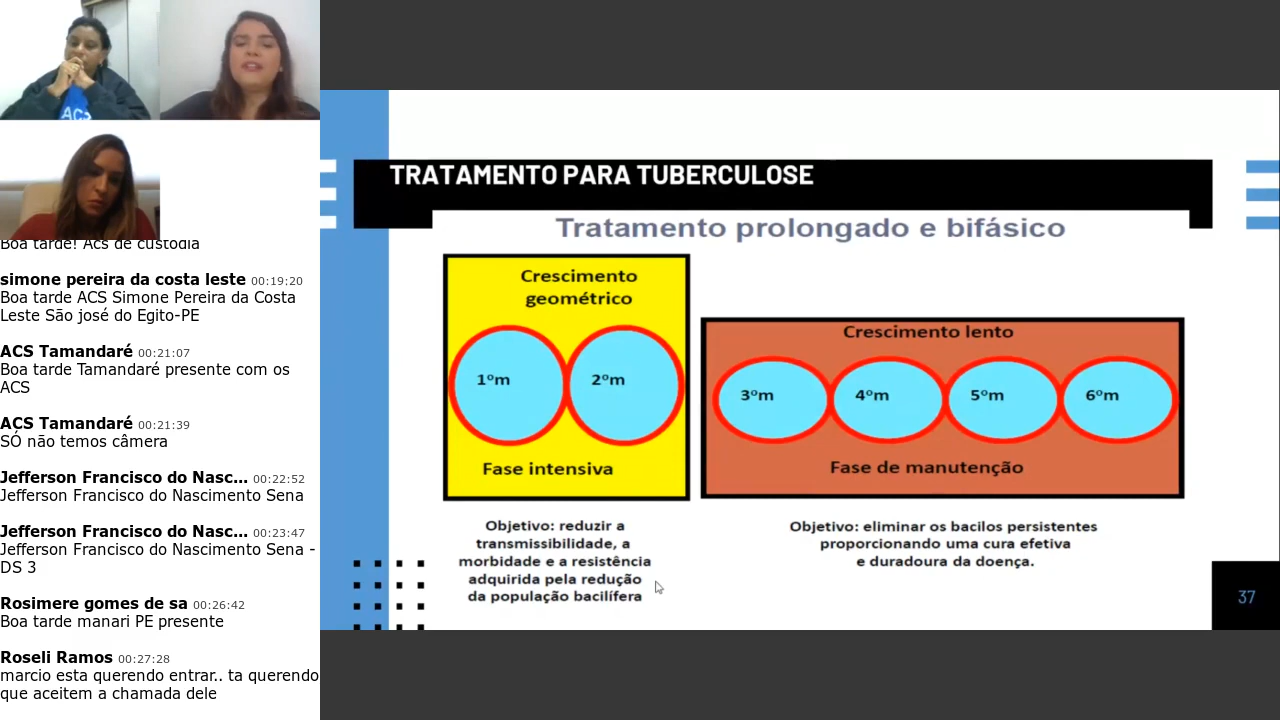 ACS
Boa tarde! Acs de custodia
simone pereira da costa leste 00:19:20
Boa tarde ACS Simone Pereira da Costa
Leste São josé do Egito-PE
ACS Tamandaré 00:21:07
Boa tarde Tamandaré presente com os
ACS
ACS Tamandaré 00:21:39
SÓ não temos câmera
Jefferson Francisco do Nasc... 00:22:52
Jefferson Francisco do Nascimento Sena
Jefferson Francisco do Nasc... 00:23:47
Jefferson Francisco do Nascimento Sena -
DS 3
Rosimere gomes de sa 00:26:42
Boa tarde manari PE presente
Roseli Ramos 00:27:28
marcio esta querendo entrar.. ta querendo
que aceitem a chamada dele
TRATAMENTO PARA TUBERCULOSE
Tratamento prolongado e bifásico
Crescimento
geométrico
1ºm 2ºm
Fase intensiva
Objetivo: reduzir a
transmissibilidade, a
morbidade e a resistência
adquirida pela redução
da população bacilífera
Crescimento lento
3ºm 4ºm 5ºm 6ºm
Fase de manutenção
Objetivo: eliminar os bacilos persistentes
proporcionando uma cura efetiva
e duradoura da doença.
37